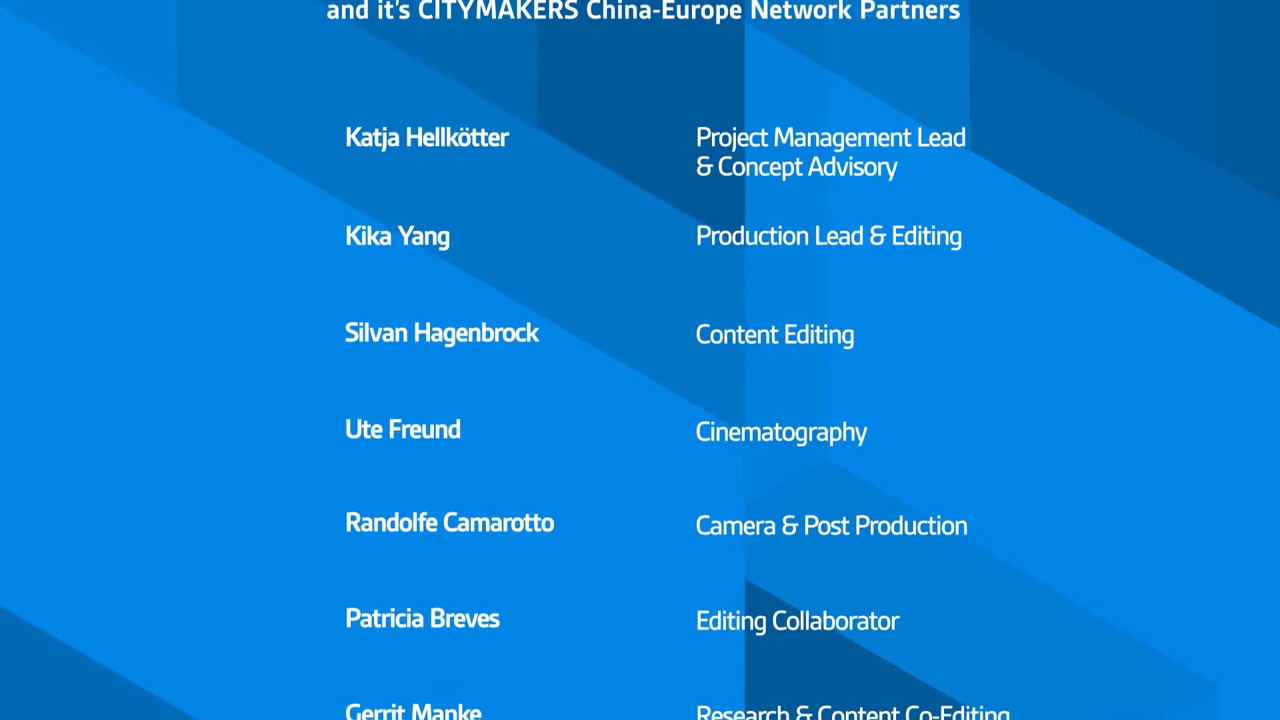 and it's CITYMAKERS China-Europe Network Partners
Katja Hellkötter
Project Management Lead
& Concept Advisory
Kika Yang
Production Lead & Editing
Silvan Hagenbrock
Content Editing
Ute Freund
Cinematography
Randolfe Camarotto
Camera & Post Production
Patricia Breves
Editing Collaborator
Gerrit Manke
Research & Content Co-Editing